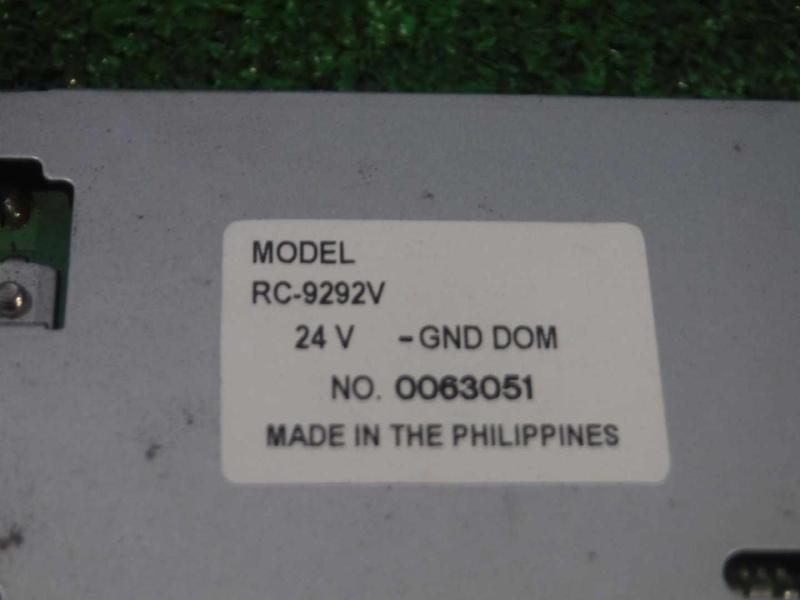 MODEL
RC-9292V
24 V -GND DOM
NO. 0063051
MADE IN THE PHILIPPINES